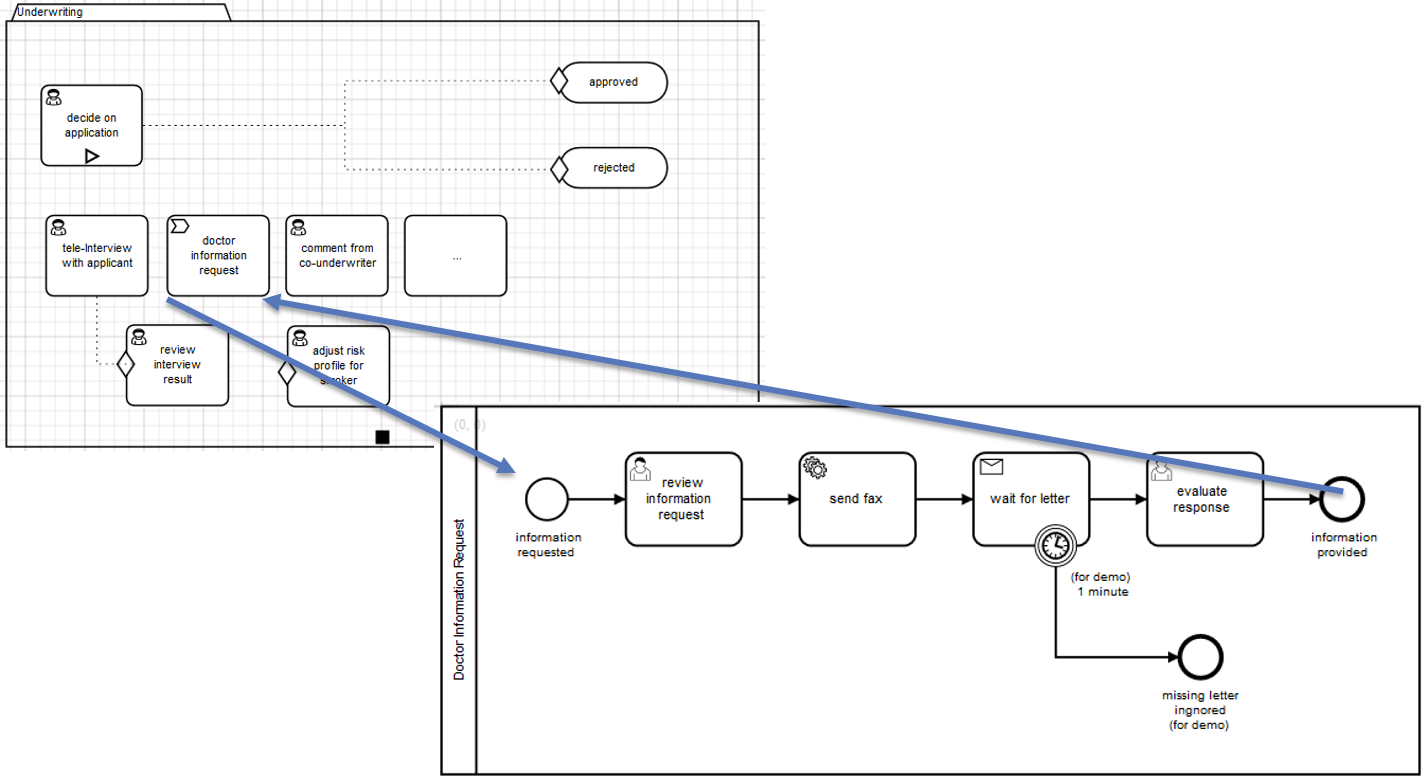 Underwriting
approved
decide on
application
rejected
tele-Interview
with applicant
doctor
information
request
comment from
co-underwriter
...
review
interview
result
adjust risk
profile for
smoker
(0, 0)
Doctor Information Request
review
information
request
send fax
wait for letter
evaluate
response
information
requested
information
provided
(for demo)
1 minute
missing letter
ingnored
(for demo)